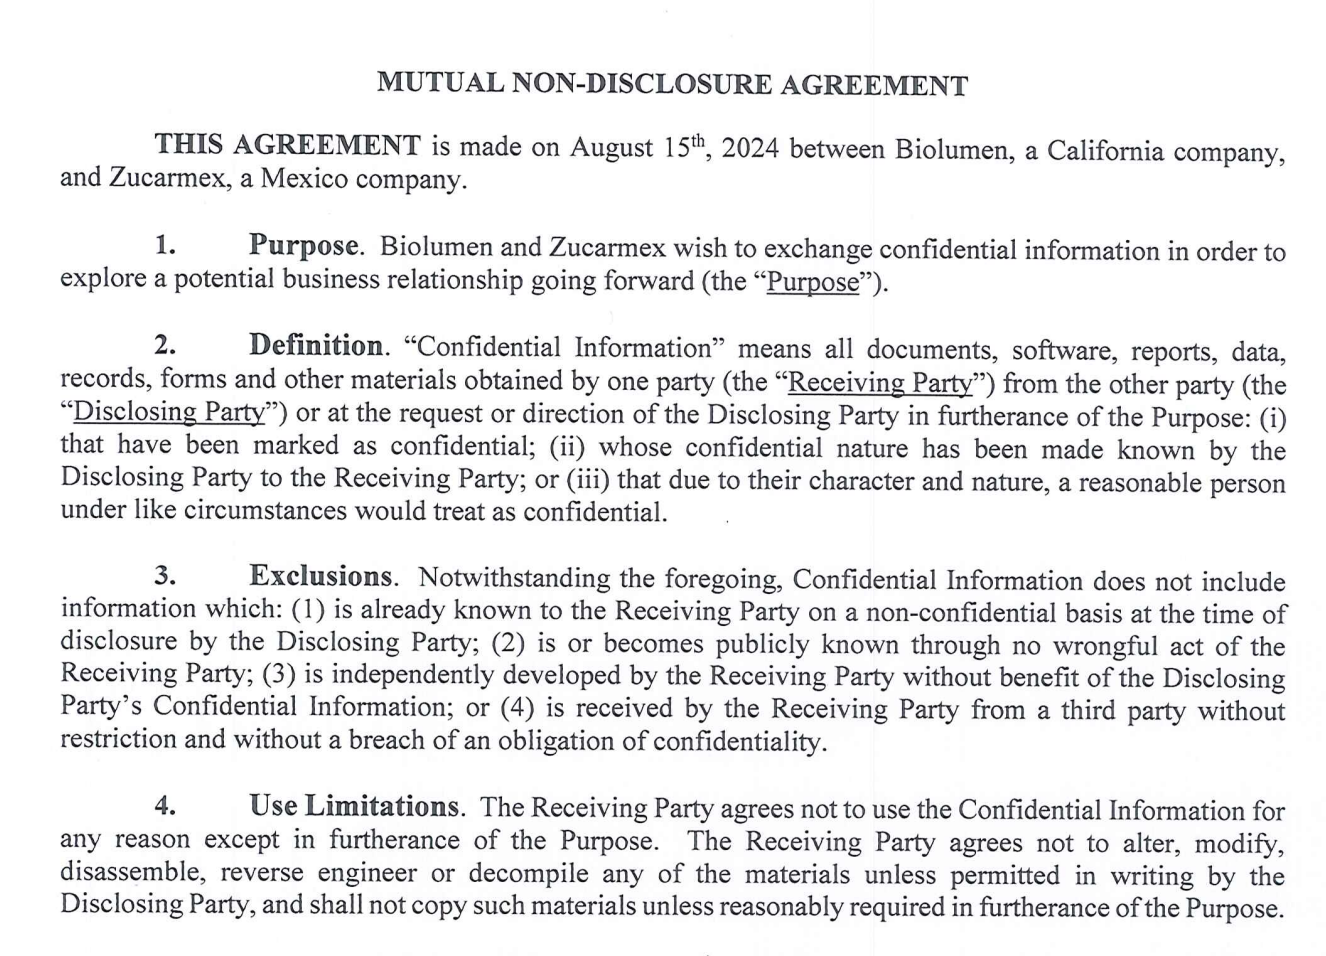 MUTUAL NON-DISCLOSURE AGREEMENT
THIS AGREEMENT is made on August 15th, 2024 between Biolumen, a California company,
and Zucarmex, a Mexico company.
1. Purpose. Biolumen and Zucarmex wish to exchange confidential information in order to
explore a potential business relationship going forward (the “Purpose”).
2. Definition. “Confidential Information” means all documents, software, reports, data,
records, forms and other materials obtained by one party (the “Receiving Party”) from the other party (the
“Disclosing Party”) or at the request or direction of the Disclosing Party in furtherance of the Purpose: (i)
that have been marked as confidential; (ii) whose confidential nature has been made known by the
Disclosing Party to the Receiving Party; or (iii) that due to their character and nature, a reasonable person
under like circumstances would treat as confidential.
3. Exclusions. Notwithstanding the foregoing, Confidential Information does not include
information which: (1) is already known to the Receiving Party on a non-confidential basis at the time of
disclosure by the Disclosing Party; (2) is or becomes publicly known through no wrongful act of the
Receiving Party; (3) is independently developed by the Receiving Party without benefit of the Disclosing
Party’s Confidential Information; or (4) is received by the Receiving Party from a third party without
restriction and without a breach of an obligation of confidentiality.
4. Use Limitations. The Receiving Party agrees not to use the Confidential Information for
any reason except in furtherance of the Purpose. The Receiving Party agrees not to alter, modify,
disassemble, reverse engineer or decompile any of the materials unless permitted in writing by the
Disclosing Party, and shall not copy such materials unless reasonably required in furtherance of the Purpose.